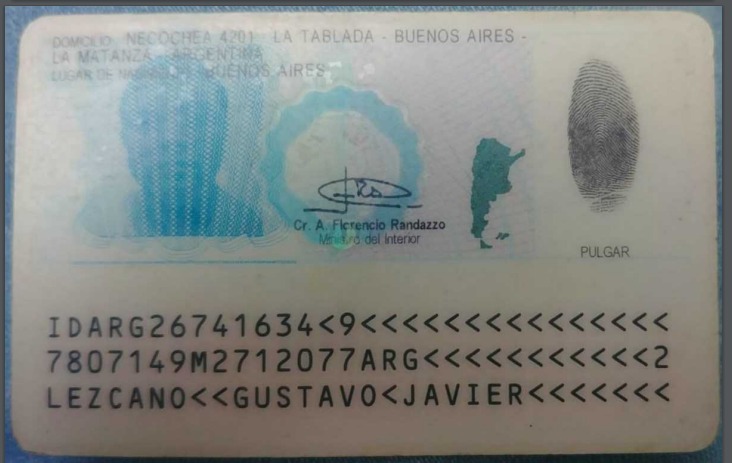 DOMICILIO: NECOCHEA 4201 LA TABLADA - BUENOS AIRES -
LA MATANZA - ARGENTINA
LUGAR DE NACIMIENTO: BUENOS AIRES
Cr. A. Florencio Randazzo
Ministro del Interior
PULGAR
IDARG26741634<9<<<<<<<<<<<<<<<
7807149M2712077ARG<<<<<<<<<<<2
LEZCANO<<GUSTAVO<JAVIER<<<<<<<